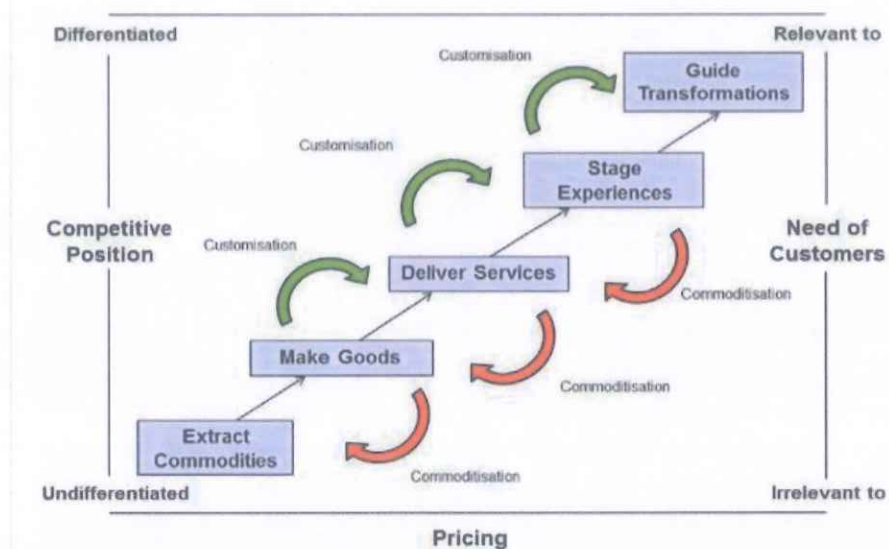 Differentiated
Relevant to
Customisation
Guide
Transformations
Customisation
Stage
Experiences
Competitive
Position
Need of
Customers
Customisation
Deliver Services
Commoditisation
Make Goods
Commoditisation
Extract
Commodities
Commoditisation
Undifferentiated
Irrelevant to
Pricing